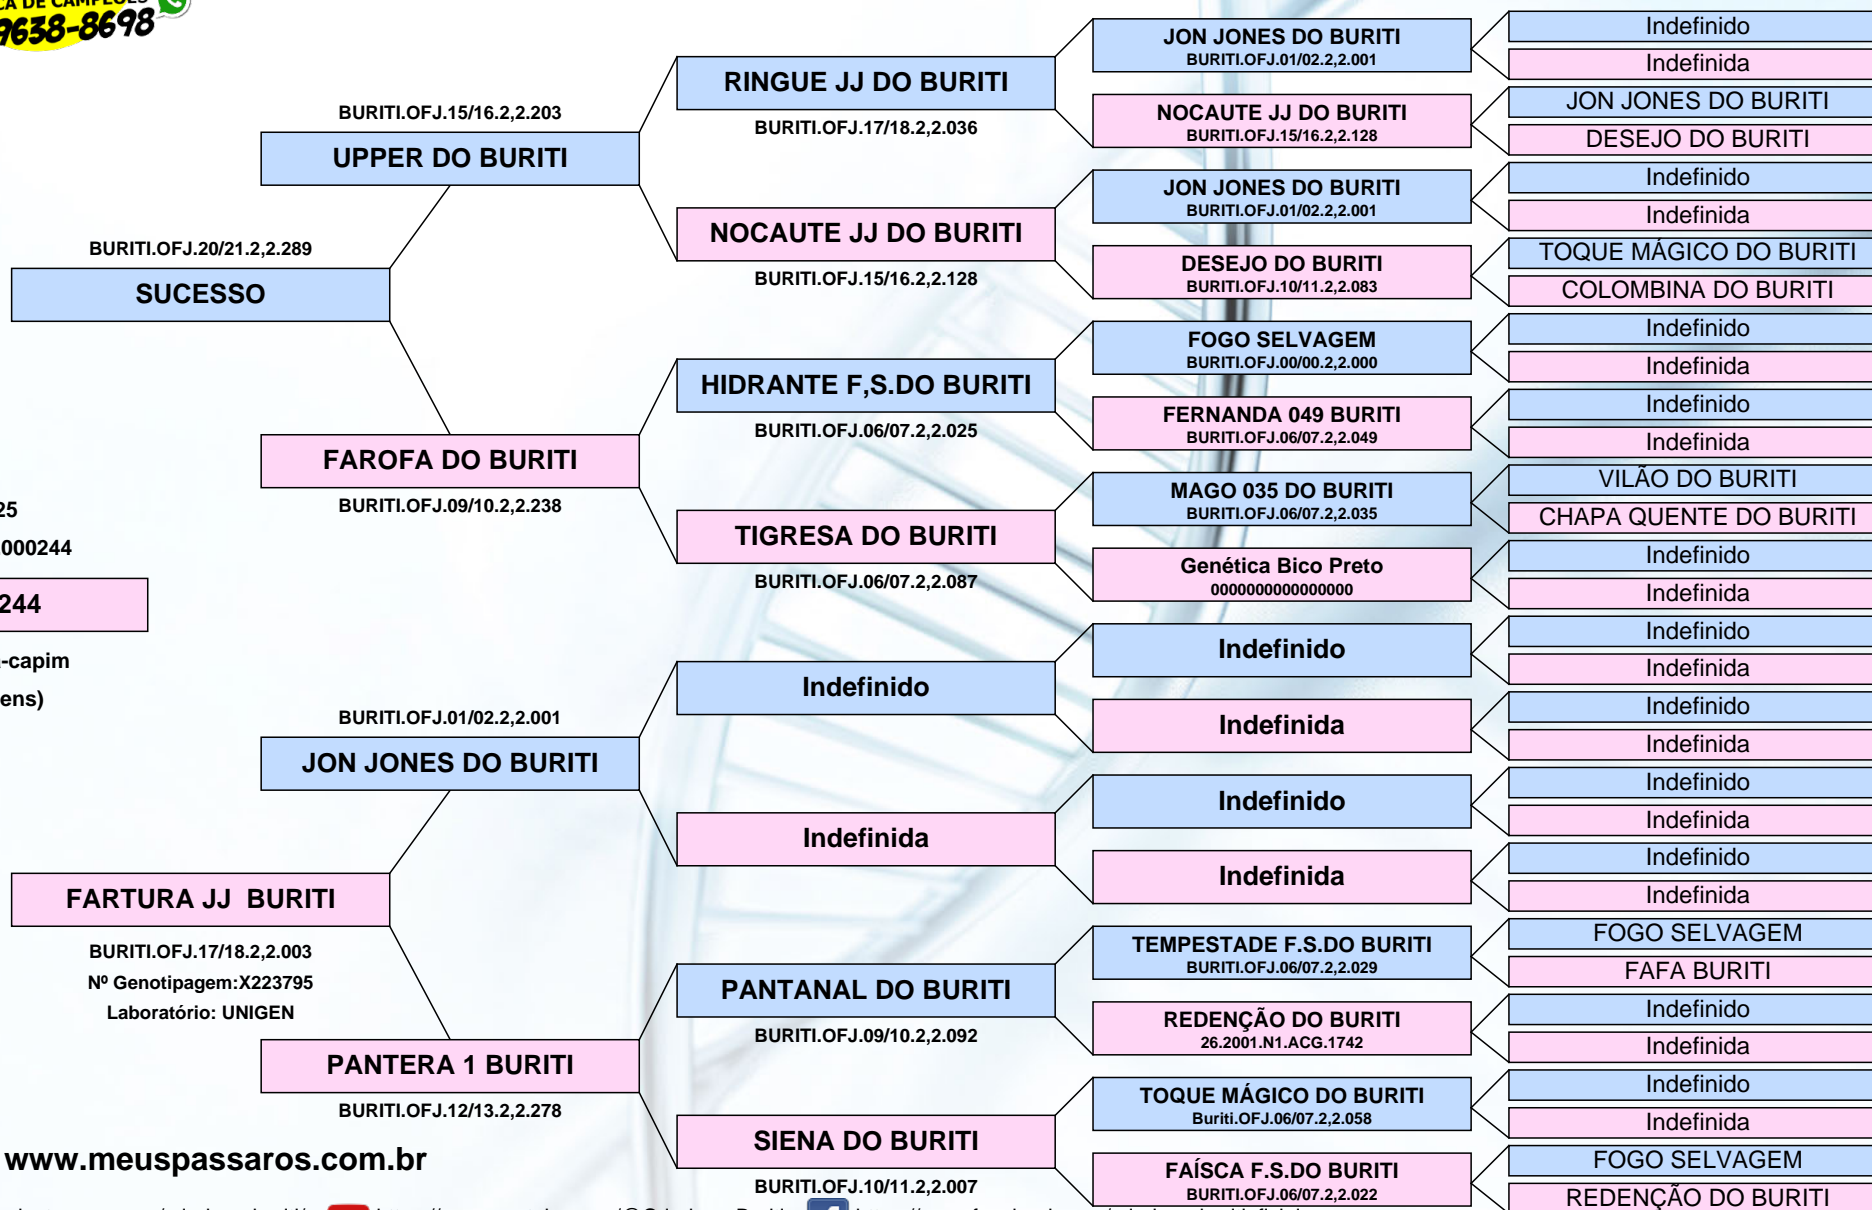 9638-8698
25
000244
244
-capim
ens)
BURITI.OFJ.20/21.2,2.289
SUCESSO
FARTURA JJ BURITI
BURITI.OFJ.17/18.2,2.003
Nº Genotipagem:X223795
Laboratório: UNIGEN
BURITI.OFJ.15/16.2,2.203
UPPER DO BURITI
FAROFA DO BURITI
BURITI.OFJ.09/10.2,2.238
BURITI.OFJ.01/02.2,2.001
JON JONES DO BURITI
PANTERA 1 BURITI
BURITI.OFJ.12/13.2,2.278
RINGUE JJ DO BURITI
BURITI.OFJ.17/18.2,2.036
NOCAUTE JJ DO BURITI
BURITI.OFJ.15/16.2,2.128
HIDRANTE F,S.DO BURITI
BURITI.OFJ.06/07.2,2.025
TIGRESA DO BURITI
BURITI.OFJ.06/07.2,2.087
Indefinido
Indefinida
PANTANAL DO BURITI
BURITI.OFJ.09/10.2,2.092
SIENA DO BURITI
BURITI.OFJ.10/11.2,2.007
JON JONES DO BURITI
BURITI.OFJ.01/02.2,2.001
NOCAUTE JJ DO BURITI
BURITI.OFJ.15/16.2,2.128
JON JONES DO BURITI
BURITI.OFJ.01/02.2,2.001
DESEJO DO BURITI
BURITI.OFJ.10/11.2,2.083
FOGO SELVAGEM
BURITI.OFJ.00/00.2,2.000
FERNANDA 049 BURITI
BURITI.OFJ.06/07.2,2.049
MAGO 035 DO BURITI
BURITI.OFJ.06/07.2,2.035
Genética Bico Preto
0000000000000000
Indefinido
Indefinida
Indefinido
Indefinida
TEMPESTADE F.S.DO BURITI
BURITI.OFJ.06/07.2,2.029
REDENÇÃO DO BURITI
26.2001.N1.ACG.1742
TOQUE MÁGICO DO BURITI
Buriti.OFJ.06/07.2,2.058
FAÍSCA F.S.DO BURITI
BURITI.OFJ.06/07.2,2.022
Indefinido
Indefinida
JON JONES DO BURITI
DESEJO DO BURITI
Indefinido
Indefinida
TOQUE MÁGICO DO BURITI
COLOMBINA DO BURITI
Indefinido
Indefinida
Indefinido
Indefinida
VILÃO DO BURITI
CHAPA QUENTE DO BURITI
Indefinido
Indefinida
Indefinido
Indefinida
Indefinido
Indefinida
Indefinido
Indefinida
Indefinido
Indefinida
FOGO SELVAGEM
FAFA BURITI
Indefinido
Indefinida
Indefinido
Indefinida
FOGO SELVAGEM
REDENÇÃO DO BURITI
www.meuspassaros.com.br